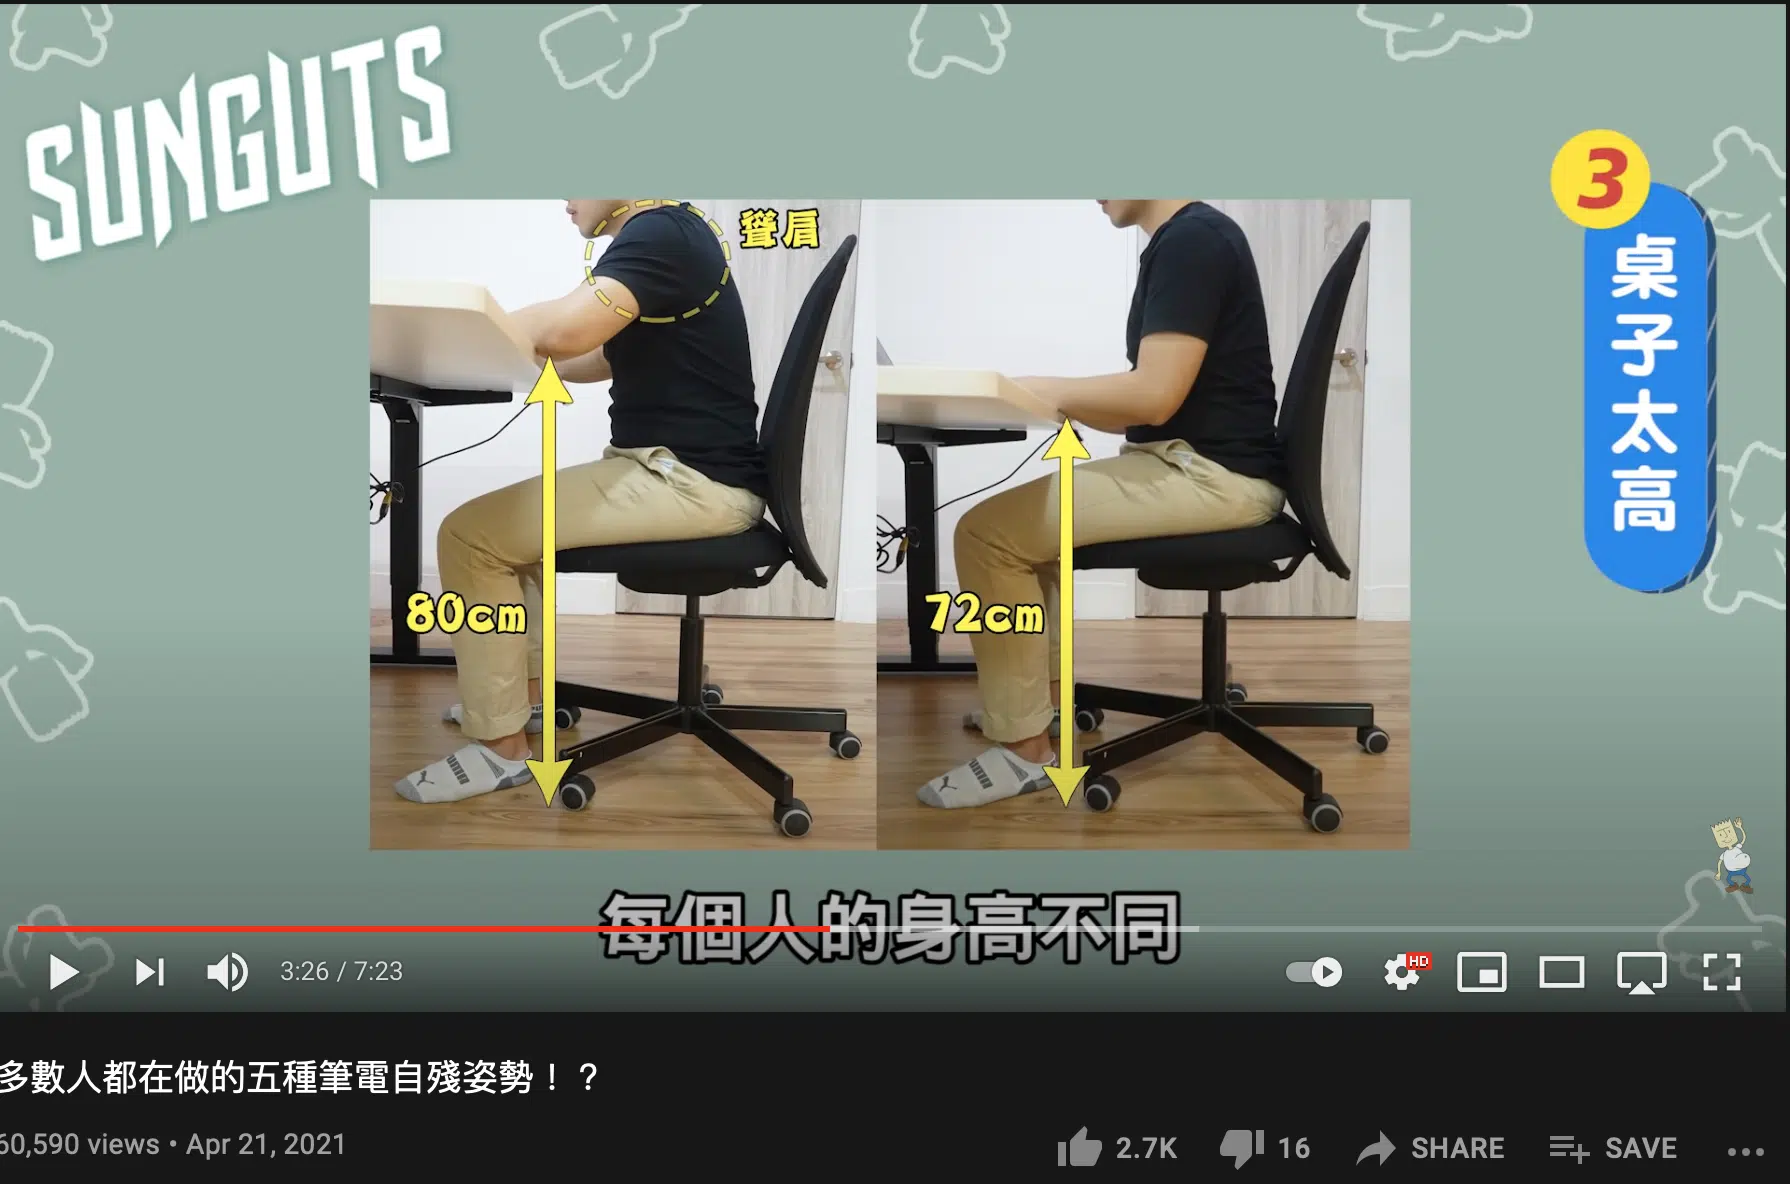 SUNGUTS
聳肩
3
桌子太高
80cm
72cm
每個人的身高不同
3:26 / 7:23
HD
多數人都在做的五種筆電自殘姿勢！？
60,590 views • Apr 21, 2021
2.7K
16
SHARE
SAVE